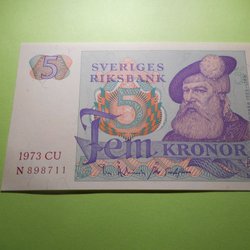 5
SVERIGES
RIKSBANK
5
1973 CU
N 898711
Fem KRONOR